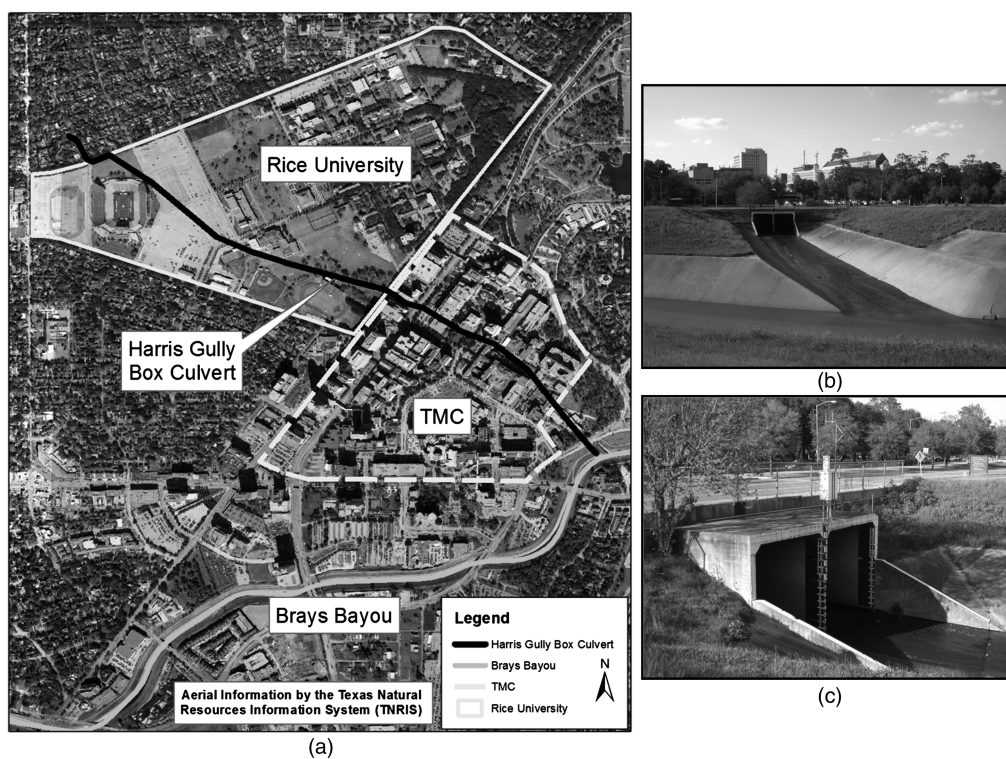 Rice University
Harris Gully
Box Culvert
TMC
Brays Bayou
Legend
Harris Gully Box Culvert
Brays Bayou
TMC
Rice University
N
Aerial Information by the Texas Natural
Resources Information System (TNRIS)
(a)
(b)
(c)